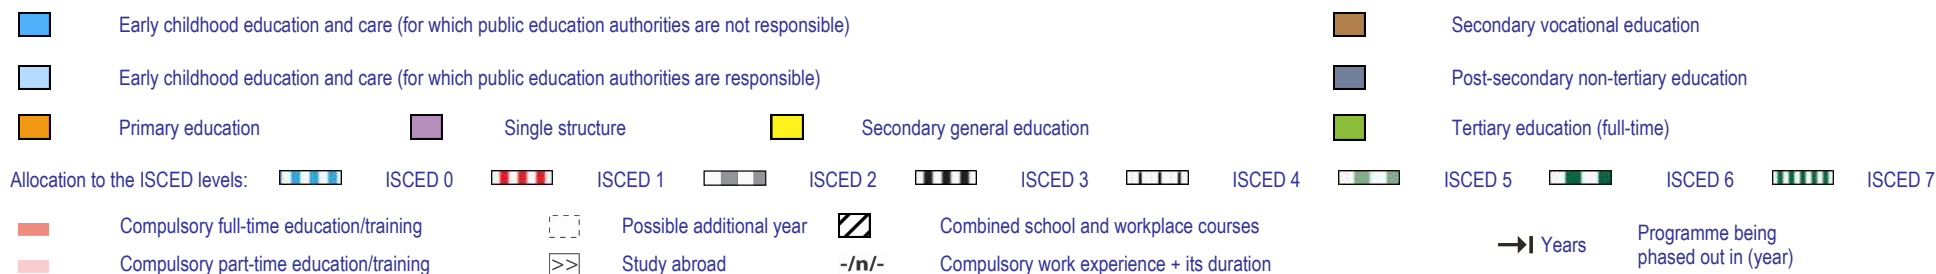 Early childhood education and care (for which public education authorities are not responsible) Secondary vocational education
Early childhood education and care (for which public education authorities are responsible) Post-secondary non-tertiary education
Primary education Single structure Secondary general education Tertiary education (full-time)
Allocation to the ISCED levels: ISCED 0 ISCED 1 ISCED 2 ISCED 3 ISCED 4 ISCED 5 ISCED 6 ISCED 7
Compulsory full-time education/training Possible additional year Combined school and workplace courses
Years Programme being
phased out in (year)
Compulsory part-time education/training >> Study abroad -/n/- Compulsory work experience + its duration